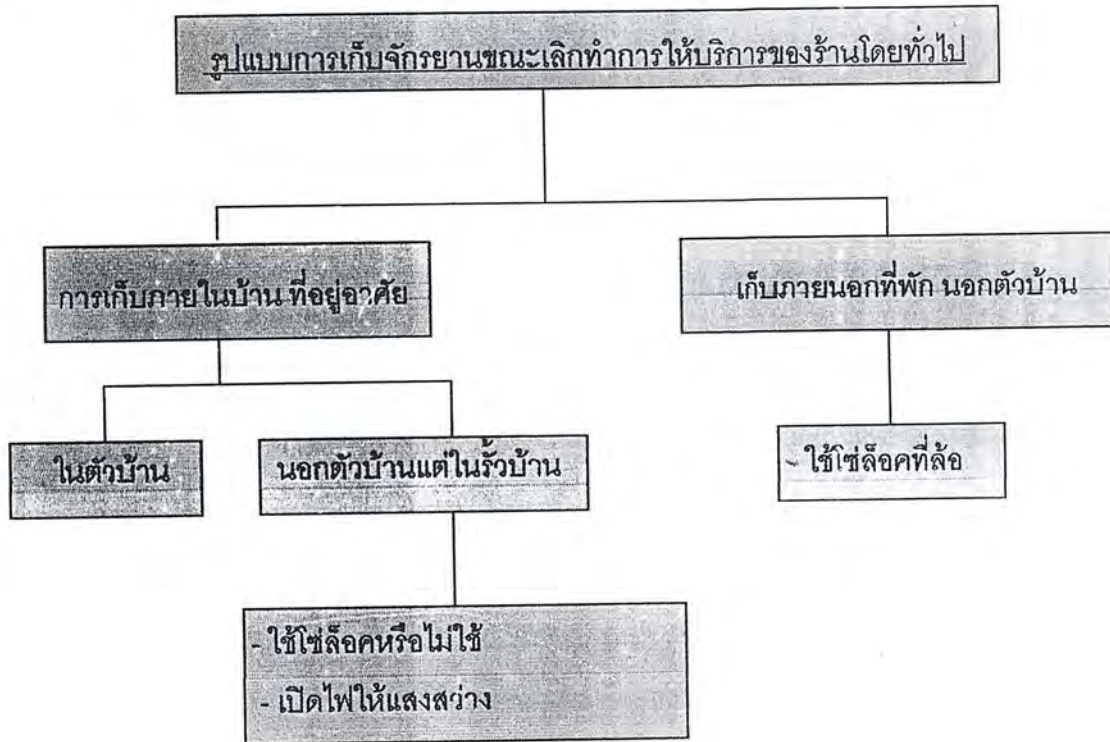 รูปแบบการเก็บจักรยานขณะเลิกทำการให้บริการของร้านโดยทั่วไป
การเก็บภายในบ้าน ที่อยู่อาศัย
เก็บภายนอกที่พัก นอกตัวบ้าน
ในตัวบ้าน
นอกตัวบ้านแต่ในรั้วบ้าน
- ใช้โซ่ล็อคที่ล้อ
- ใช้โซ่ล็อคหรือไม่ใช้
- เปิดไฟให้แสงสว่าง